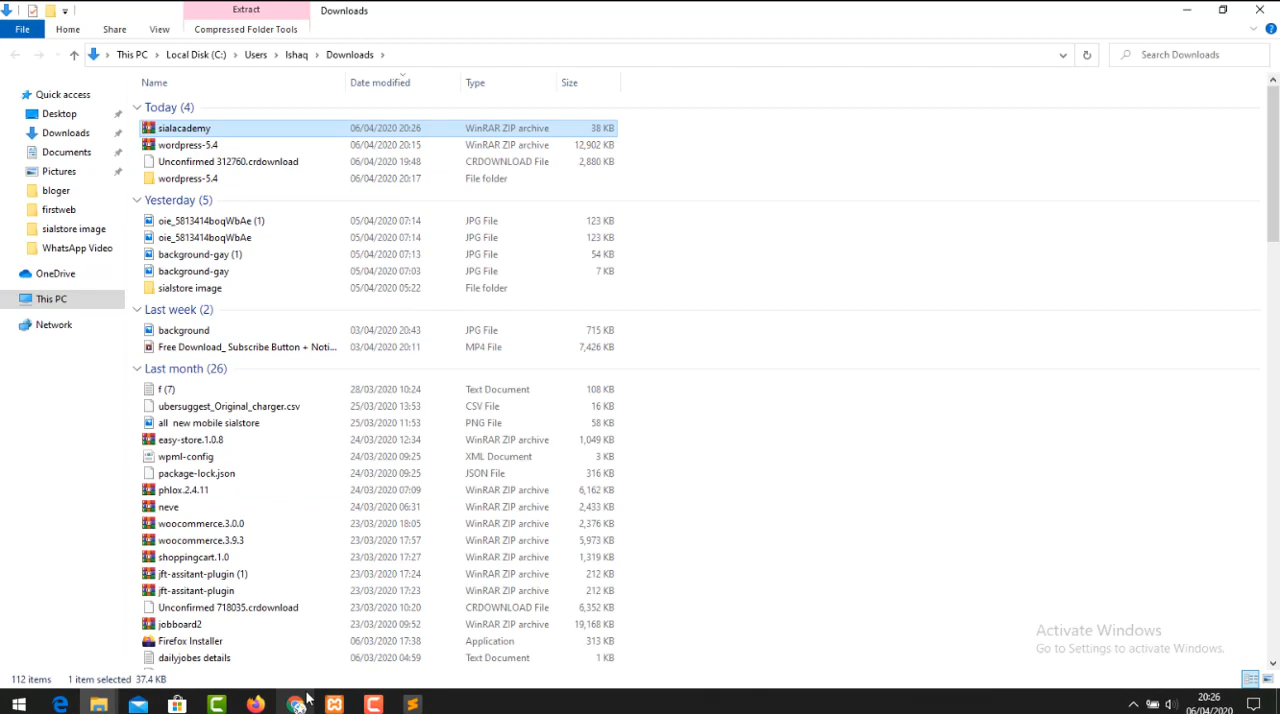 Extract
Downloads
File
Home
Share
View
Compressed Folder Tools
This PC
Local Disk (C:)
Users
Ishaq
Downloads
Search Downloads
Name
Date modified
Type
Size
Quick access
Desktop
Downloads
Documents
Pictures
bloger
firstweb
sialstore image
WhatsApp Video
OneDrive
This PC
Network
Today (4)
sialacademy 06/04/2020 20:26 WinRAR ZIP archive 38 KB
wordpress-5.4 06/04/2020 20:15 WinRAR ZIP archive 12,902 KB
Unconfirmed 312760.crdownload 06/04/2020 19:48 CRDOWNLOAD File 2,880 KB
wordpress-5.4 06/04/2020 20:17 File folder
Yesterday (5)
oie_5813414boqWbAe (1) 05/04/2020 07:14 JPG File 123 KB
oie_5813414boqWbAe 05/04/2020 07:14 JPG File 123 KB
background-gay (1) 05/04/2020 07:13 JPG File 54 KB
background-gay 05/04/2020 07:03 JPG File 7 KB
sialstore image 05/04/2020 05:22 File folder
Last week (2)
background 03/04/2020 20:43 JPG File 715 KB
Free Download_ Subscribe Button + Noti... 03/04/2020 20:11 MP4 File 7,426 KB
Last month (26)
f (7) 28/03/2020 10:24 Text Document 108 KB
ubersuggest_Original_charger.csv 25/03/2020 13:53 CSV File 16 KB
all new mobile sialstore 25/03/2020 11:53 PNG File 58 KB
easy-store.1.0.8 24/03/2020 12:34 WinRAR ZIP archive 1,049 KB
wpml-config 24/03/2020 09:25 XML Document 3 KB
package-lock.json 24/03/2020 09:25 JSON File 316 KB
phlox.2.4.11 24/03/2020 07:09 WinRAR ZIP archive 6,162 KB
neve 24/03/2020 06:31 WinRAR ZIP archive 2,433 KB
woocommerce.3.0.0 23/03/2020 18:05 WinRAR ZIP archive 2,376 KB
woocommerce.3.9.3 23/03/2020 17:57 WinRAR ZIP archive 5,973 KB
shoppingcart.1.0 23/03/2020 17:27 WinRAR ZIP archive 1,319 KB
jft-assitant-plugin (1) 23/03/2020 17:24 WinRAR ZIP archive 212 KB
jft-assitant-plugin 23/03/2020 17:23 WinRAR ZIP archive 212 KB
Unconfirmed 718035.crdownload 23/03/2020 10:20 CRDOWNLOAD File 6,352 KB
jobboard2 23/03/2020 09:52 WinRAR ZIP archive 19,168 KB
Firefox Installer 06/03/2020 17:38 Application 313 KB
dailyjobes details 06/03/2020 04:59 Text Document 1 KB
Activate Windows
Go to Settings to activate Windows.
112 items 1 item selected 37.4 KB
20:26
06/04/2020